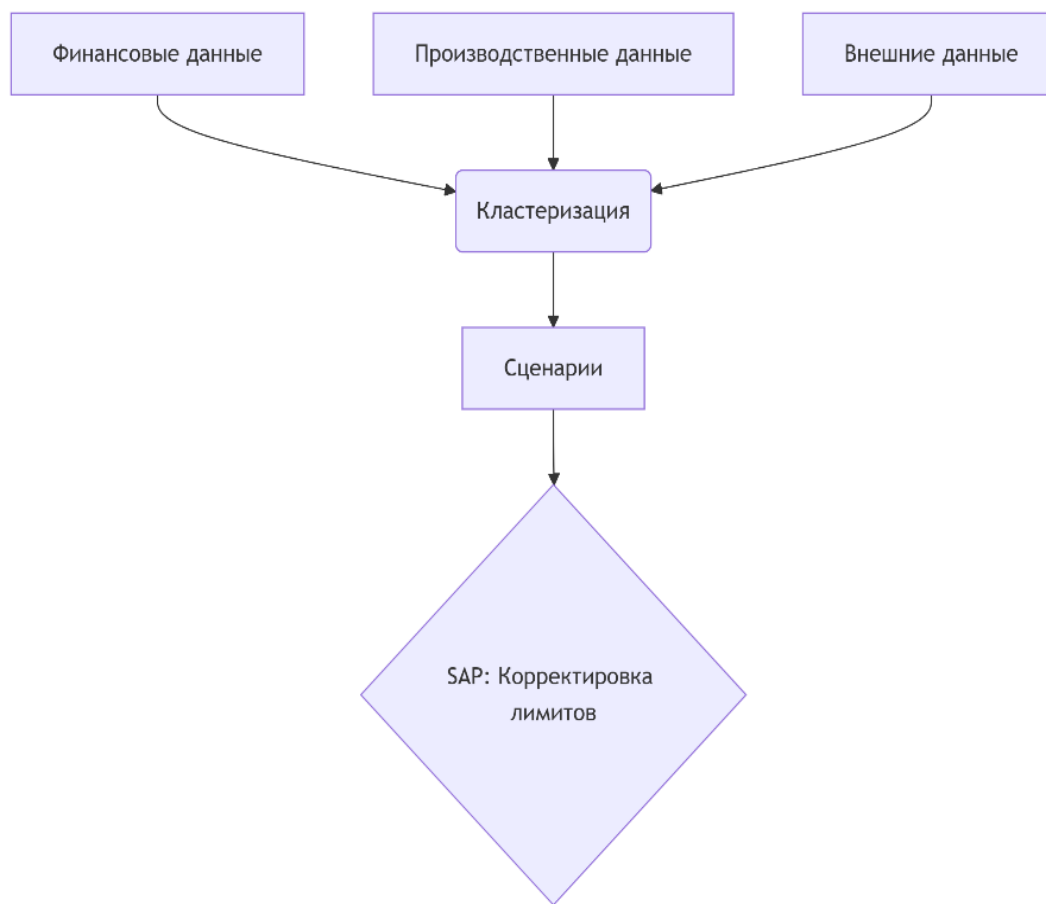 Финансовые данные
Производственные данные
Внешние данные
Кластеризация
Сценарии
SAP: Корректировка
лимитов